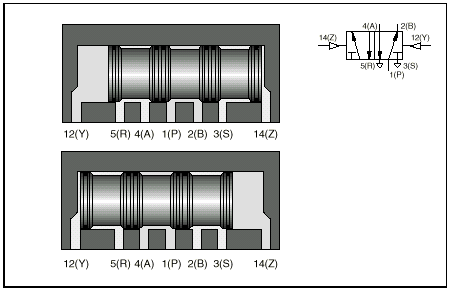 4(A) 2(B)
14(Z) 12(Y)
5(R) 3(S)
1(P)
12(Y) 5(R) 4(A) 1(P) 2(B) 3(S) 14(Z)
12(Y) 5(R) 4(A) 1(P) 2(B) 3(S) 14(Z)